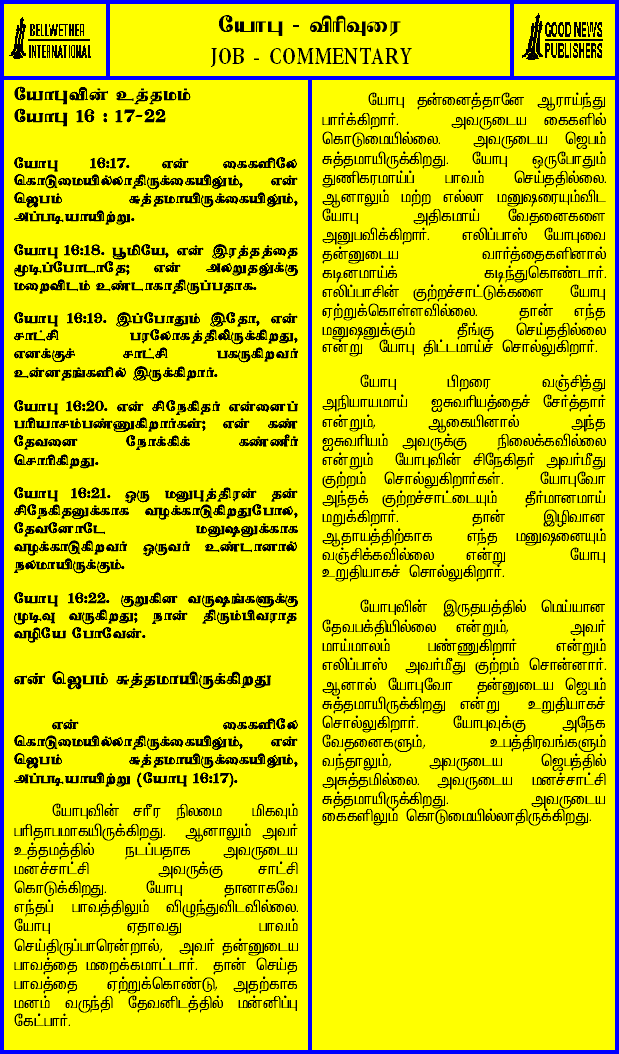 BELLWETHER
INTERNATIONAL
யோபு - விரிவுரை
JOB - COMMENTARY
GOOD NEWS
PUBLISHERS
யோபுவின் உத்தமம்
யோபு 16 : 17-22
யோபு 16:17. என் கைகளிலே
கொடுமையில்லாதிருக்கையிலும், என்
ஜெபம் சுத்தமாயிருக்கையிலும்,
அப்படியாயிற்று.
யோபு 16:18. பூமியே, என் இரத்தத்தை
மூடிப்போடாதே; என் அலறுதலுக்கு
மறைவிடம் உண்டாகாதிருப்பதாக.
யோபு 16:19. இப்போதும் இதோ, என்
சாட்சி பரலோகத்திலிருக்கிறது,
எனக்குச் சாட்சி பகருகிறவர்
உன்னதங்களில் இருக்கிறார்.
யோபு 16:20. என் சிநேகிதர் என்னைப்
பரியாசம்பண்ணுகிறார்கள்; என் கண்
தேவனை நோக்கிக் கண்ணீர்
சொரிகிறது.
யோபு 16:21. ஒரு மனுபுத்திரன் தன்
சிநேகிதனுக்காக வழக்காடுகிறதுபோல,
தேவனோடே மனுஷனுக்காக
வழக்காடுகிறவர் ஒருவர் உண்டானால்
நலமாயிருக்கும்.
யோபு 16:22. குறுகின வருஷங்களுக்கு
முடிவு வருகிறது; நான் திரும்பிவராத
வழியே போவேன்.
என் ஜெபம் சுத்தமாயிருக்கிறது
என் கைகளிலே
கொடுமையில்லாதிருக்கையிலும், என்
ஜெபம் சுத்தமாயிருக்கையிலும்,
அப்படியாயிற்று (யோபு 16:17).
யோபுவின் சரீர நிலமை மிகவும்
பரிதாபமாகயிருக்கிறது. ஆனாலும் அவர்
உத்தமத்தில் நடப்பதாக அவருடைய
மனச்சாட்சி அவருக்கு சாட்சி
கொடுக்கிறது. யோபு தானாகவே
எந்தப் பாவத்திலும் விழுந்துவிடவில்லை.
யோபு ஏதாவது பாவம்
செய்திருப்பாரென்றால், அவர் தன்னுடைய
பாவத்தை மறைக்கமாட்டார். தான் செய்த
பாவத்தை ஏற்றுக்கொண்டு, அதற்காக
மனம் வருந்தி தேவனிடத்தில் மன்னிப்பு
கேட்பார்.
யோபு தன்னைத்தானே ஆராய்ந்து
பார்க்கிறார். அவருடைய கைகளில்
கொடுமையில்லை. அவருடைய ஜெபம்
சுத்தமாயிருக்கிறது. யோபு ஒருபோதும்
துணிகரமாய்ப் பாவம் செய்ததில்லை.
ஆனாலும் மற்ற எல்லா மனுஷரையும்விட
யோபு அதிகமாய் வேதனைகளை
அனுபவிக்கிறார். எலிப்பாஸ் யோபுவை
தன்னுடைய வார்த்தைகளினால்
கடினமாய்க் கடிந்துகொண்டார்.
எலிப்பாசின் குற்றச்சாட்டுக்களை யோபு
ஏற்றுக்கொள்ளவில்லை. தான் எந்த
மனுஷனுக்கும் தீங்கு செய்ததில்லை
என்று யோபு திட்டமாய்ச் சொல்லுகிறார்.
யோபு பிறரை வஞ்சித்து
அநியாயமாய் ஐசுவரியத்தைச் சேர்த்தார்
என்றும், ஆகையினால் அந்த
ஐசுவரியம் அவருக்கு நிலைக்கவில்லை
என்றும் யோபுவின் சிநேகிதர் அவர்மீது
குற்றம் சொல்லுகிறார்கள். யோபுவோ
அந்தக் குற்றச்சாட்டையும் தீர்மானமாய்
மறுக்கிறார். தான் இழிவான
ஆதாயத்திற்காக எந்த மனுஷனையும்
வஞ்சிக்கவில்லை என்று யோபு
உறுதியாகச் சொல்லுகிறார்.
யோபுவின் இருதயத்தில் மெய்யான
தேவபக்தியில்லை என்றும், அவர்
மாய்மாலம் பண்ணுகிறார் என்றும்
எலிப்பாஸ் அவர்மீது குற்றம் சொன்னார்.
ஆனால் யோபுவோ தன்னுடைய ஜெபம்
சுத்தமாயிருக்கிறது என்று உறுதியாகச்
சொல்லுகிறார். யோபுவுக்கு அநேக
வேதனைகளும், உபத்திரவங்களும்
வந்தாலும், அவருடைய ஜெபத்தில்
அசுத்தமில்லை. அவருடைய மனச்சாட்சி
சுத்தமாயிருக்கிறது. அவருடைய
கைகளிலும் கொடுமையில்லாதிருக்கிறது.